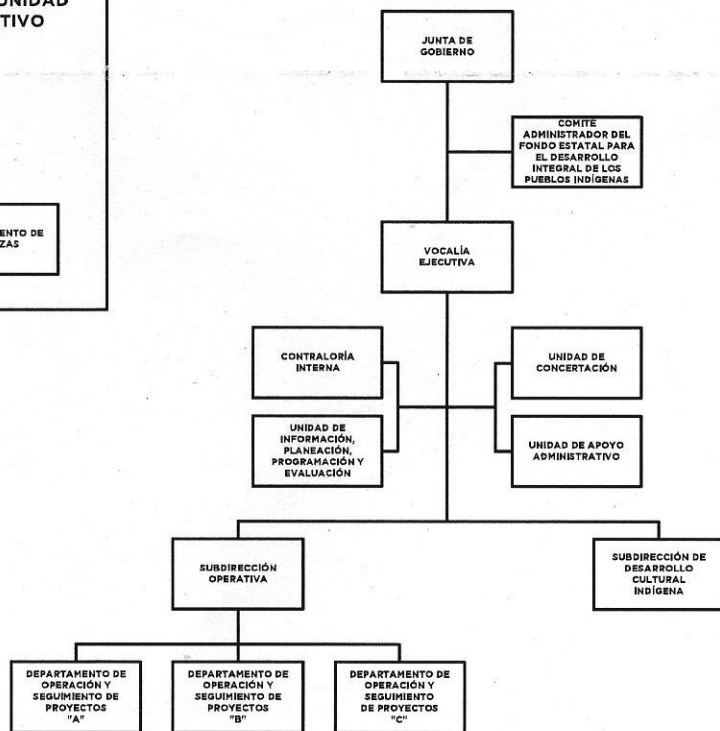 UNIDAD
TIVO
ENTO DE
ZAS
JUNTA DE
GOBIERNO
COMITÉ
ADMINISTRADOR DEL
FONDO ESTATAL PARA
EL DESARROLLO
INTEGRAL DE LOS
PUEBLOS INDÍGENAS
VOCALÍA
EJECUTIVA
CONTRALORÍA
INTERNA
UNIDAD DE
CONCERTACIÓN
UNIDAD DE
INFORMACIÓN,
PLANEACIÓN,
PROGRAMACIÓN Y
EVALUACIÓN
UNIDAD DE APOYO
ADMINISTRATIVO
SUBDIRECCIÓN
OPERATIVA
SUBDIRECCIÓN DE
DESARROLLO
CULTURAL
INDÍGENA
DEPARTAMENTO DE
OPERACIÓN Y
SEGUIMIENTO DE
PROYECTOS
"A"
DEPARTAMENTO DE
OPERACIÓN Y
SEGUIMIENTO DE
PROYECTOS
"B"
DEPARTAMENTO DE
OPERACIÓN Y
SEGUIMIENTO
DE PROYECTOS
"C"